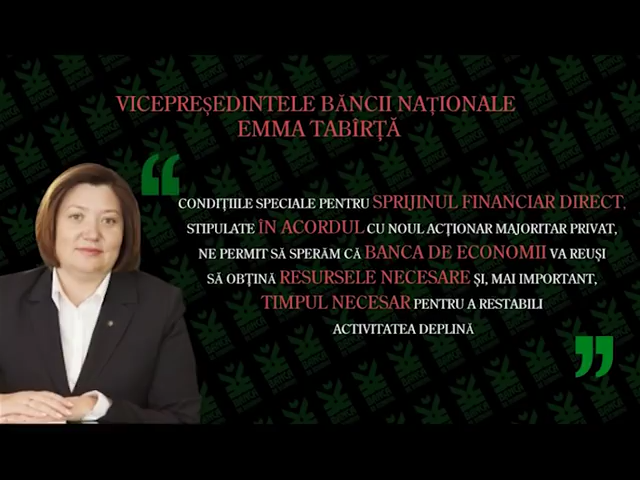 VICEPREȘEDINTELE BĂNCII NAȚIONALE
EMMA TABÎRȚĂ
“
CONDIȚIILE SPECIALE PENTRU SPRIJINUL FINANCIAR DIRECT,
STIPULATE ÎN ACORDUL CU NOUL ACȚIONAR MAJORITAR PRIVAT,
NE PERMIT SĂ SPERĂM CĂ BANCA DE ECONOMII VA REUȘI
SĂ OBȚINĂ RESURSELE NECESARE ȘI, MAI IMPORTANT,
TIMPUL NECESAR PENTRU A RESTABILI
ACTIVITATEA DEPLINĂ
”